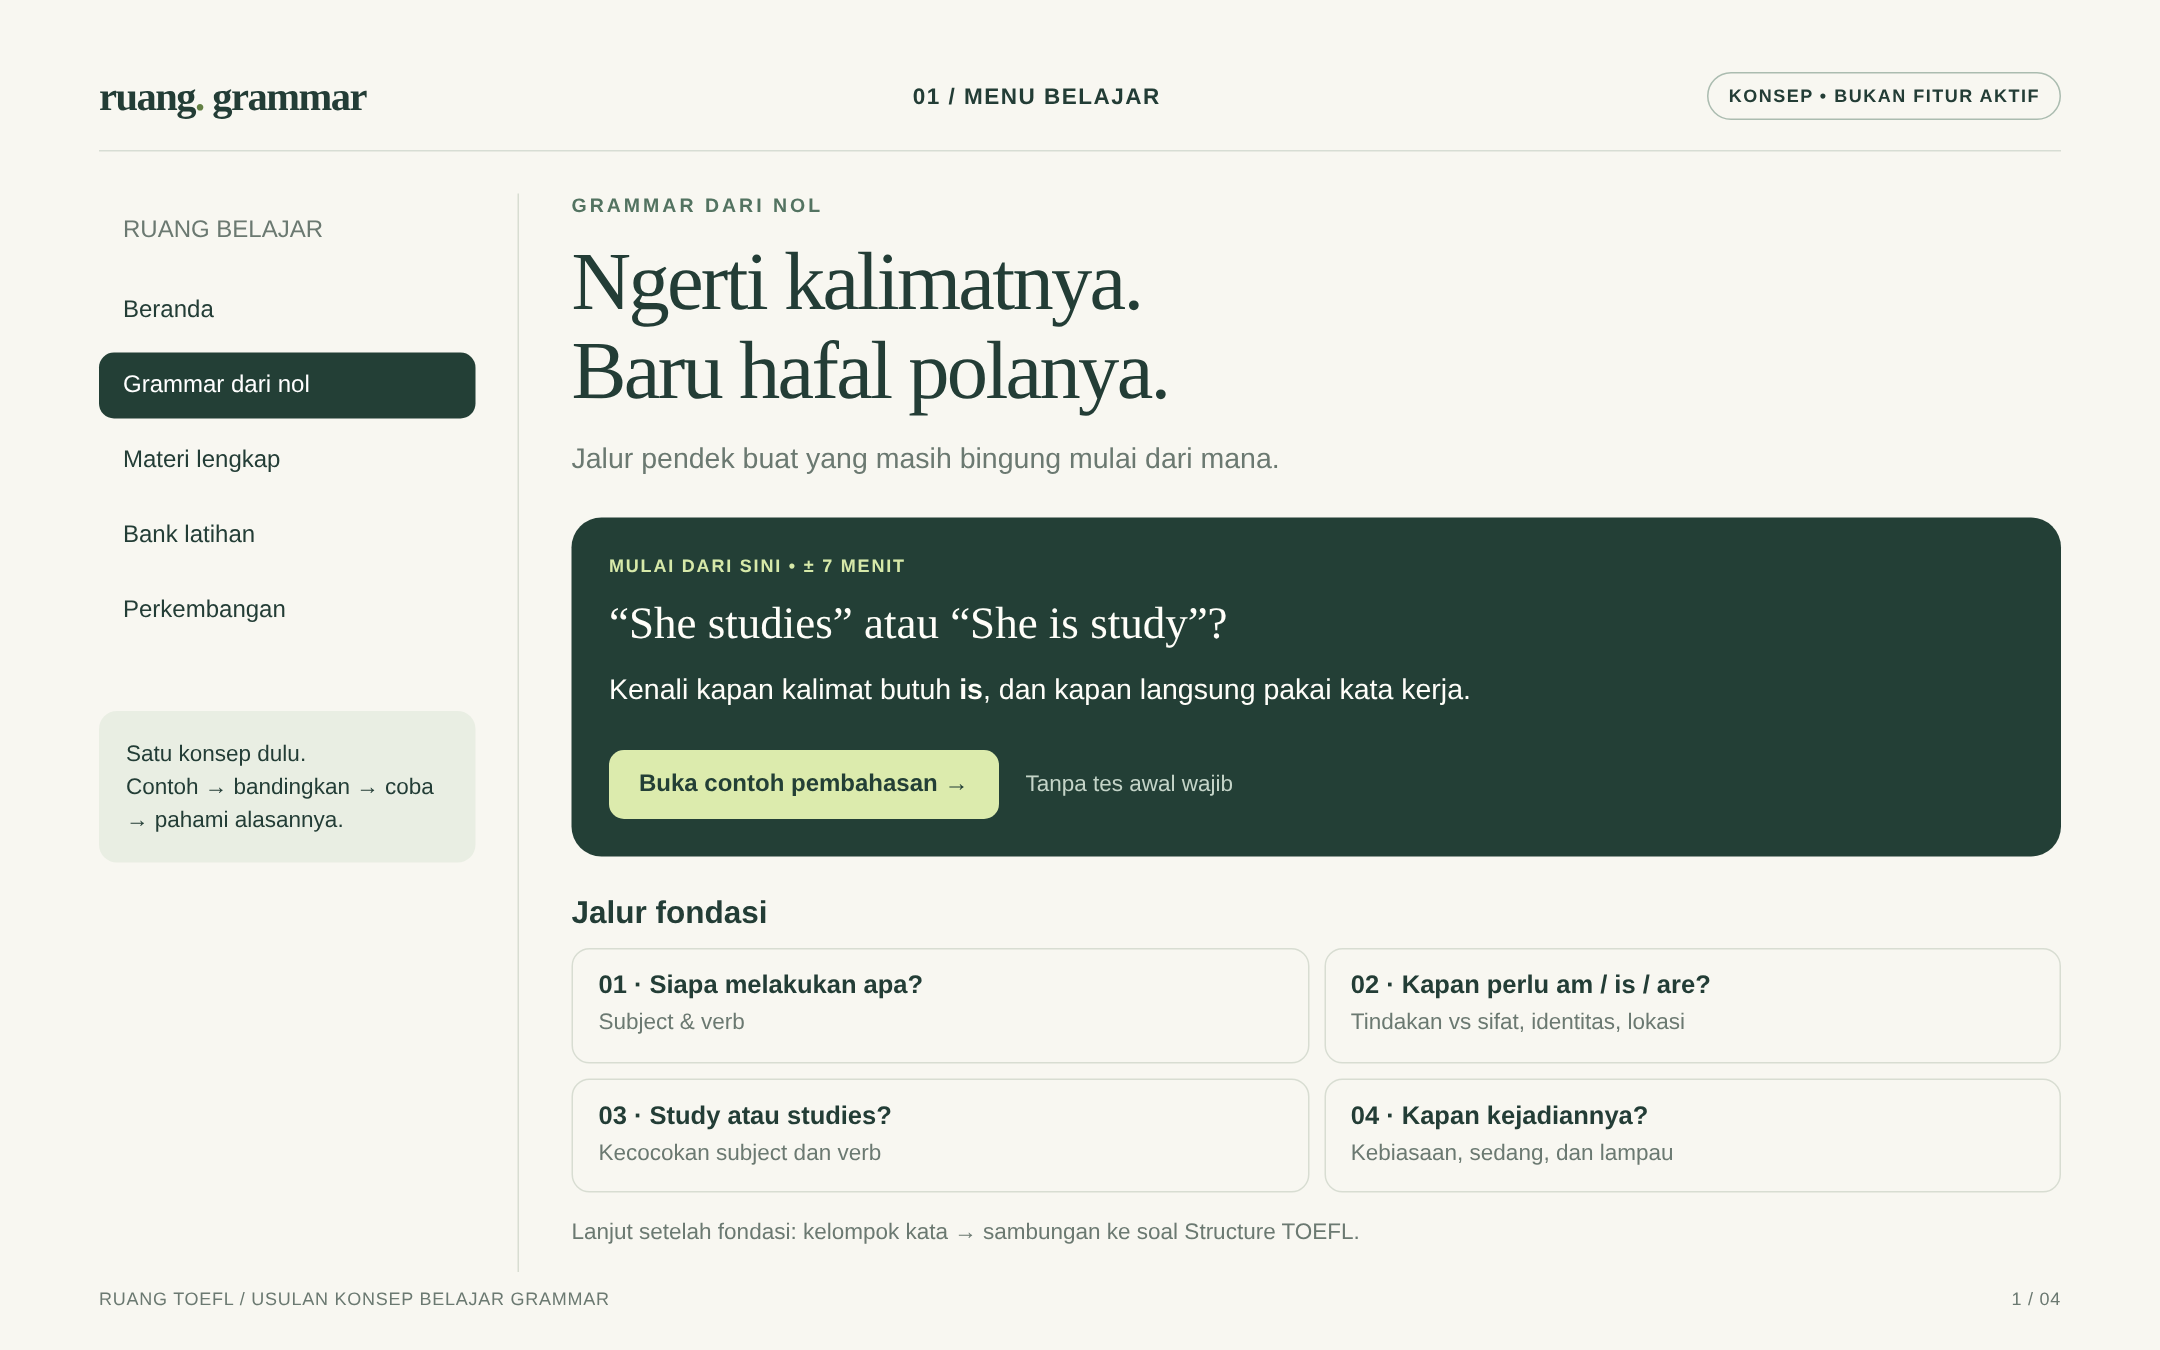 ruang. grammar
01 / MENU BELAJAR
KONSEP • BUKAN FITUR AKTIF
RUANG BELAJAR
Beranda
Grammar dari nol
Materi lengkap
Bank latihan
Perkembangan
Satu konsep dulu.
Contoh → bandingkan → coba
→ pahami alasannya.
GRAMMAR DARI NOL
Ngerti kalimatnya.
Baru hafal polanya.
Jalur pendek buat yang masih bingung mulai dari mana.
MULAI DARI SINI • ± 7 MENIT
“She studies” atau “She is study”?
Kenali kapan kalimat butuh is, dan kapan langsung pakai kata kerja.
Buka contoh pembahasan →
Tanpa tes awal wajib
Jalur fondasi
01 · Siapa melakukan apa?
Subject & verb
02 · Kapan perlu am / is / are?
Tindakan vs sifat, identitas, lokasi
03 · Study atau studies?
Kecocokan subject dan verb
04 · Kapan kejadiannya?
Kebiasaan, sedang, dan lampau
Lanjut setelah fondasi: kelompok kata → sambungan ke soal Structure TOEFL.
RUANG TOEFL / USULAN KONSEP BELAJAR GRAMMAR
1 / 04